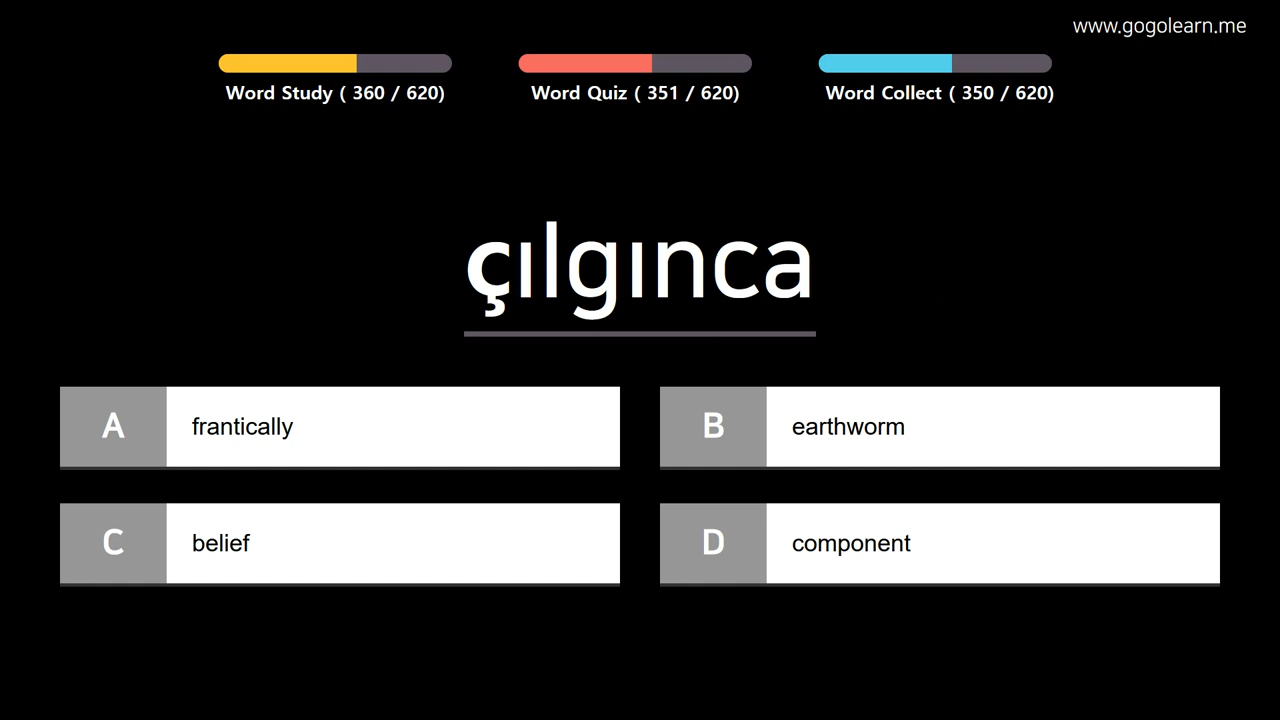 www.gogolearn.me
Word Study ( 360 / 620)
Word Quiz ( 351 / 620)
Word Collect ( 350 / 620)
çılgınca
A frantically
B earthworm
C belief
D component